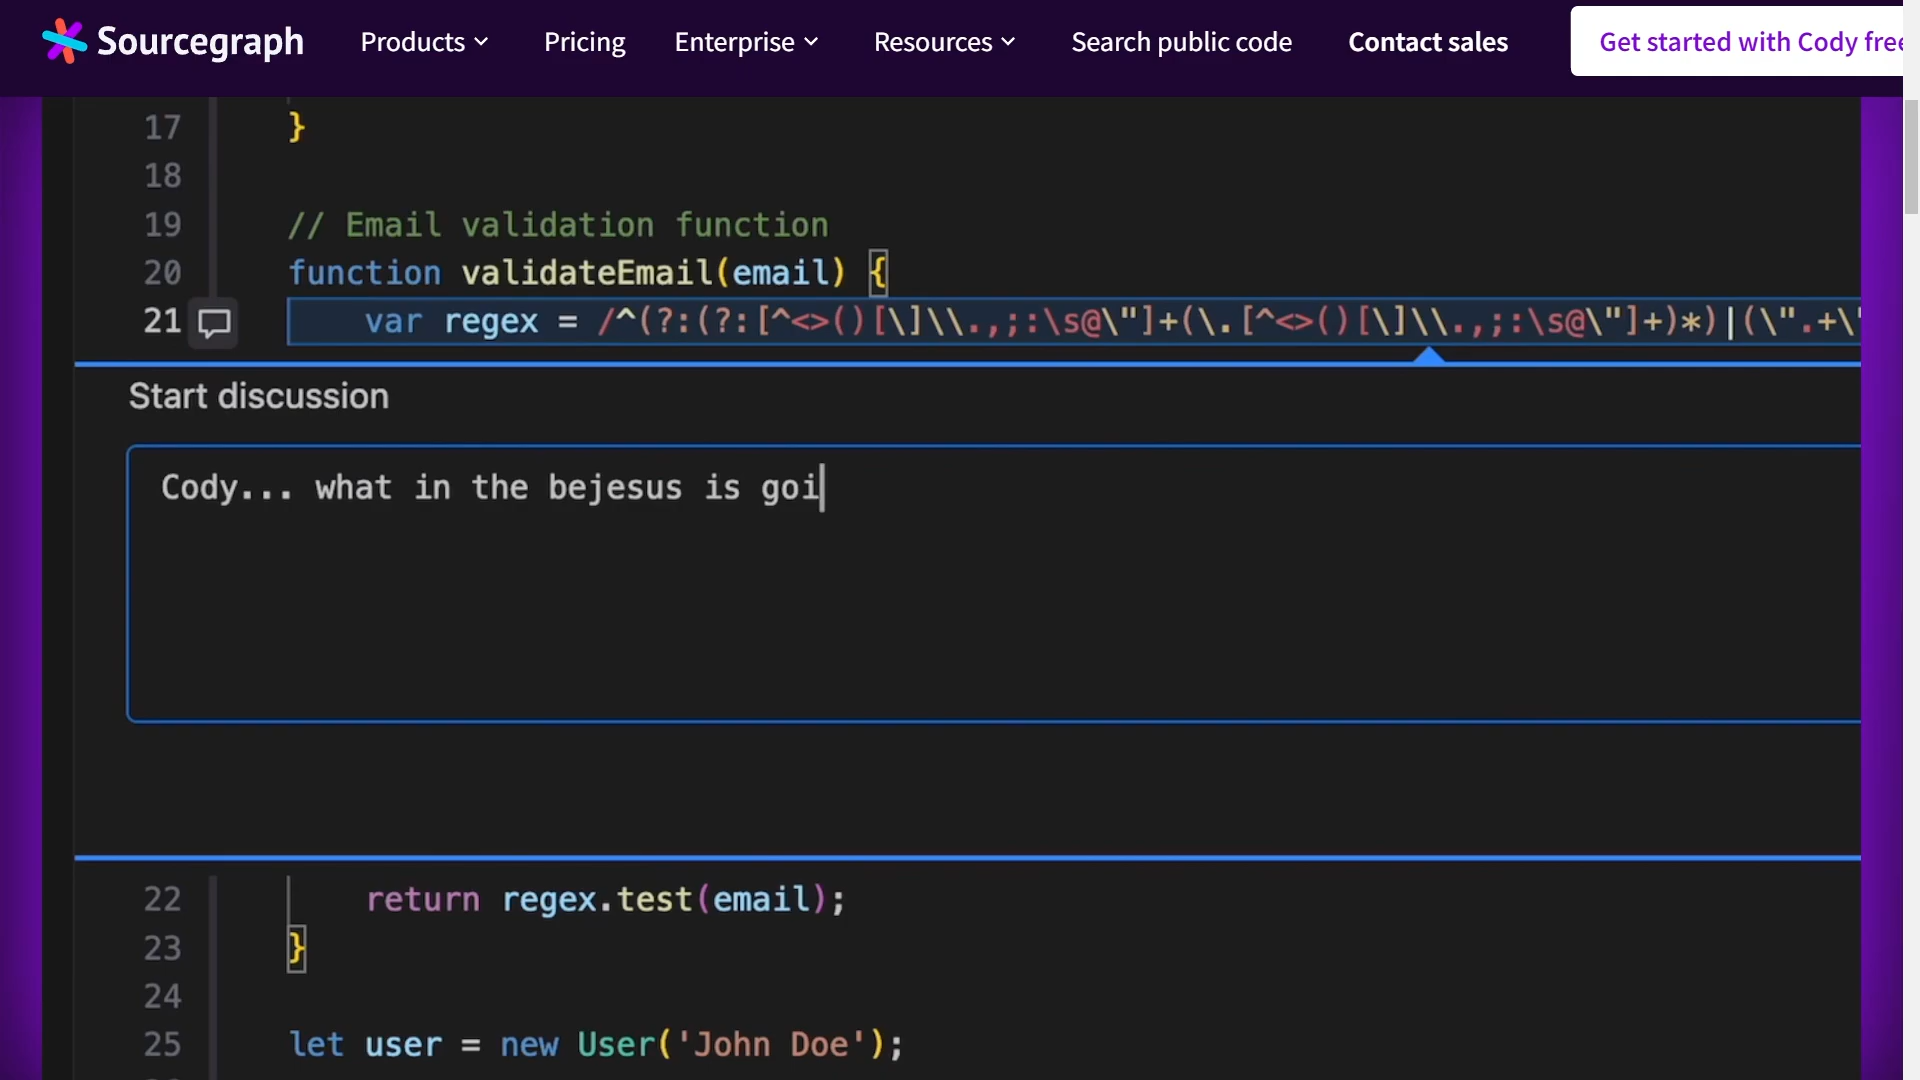 Sourcegraph Products Pricing Enterprise Resources Search public code Contact sales Get started with Cody free
17 }
18
19 // Email validation function
20 function validateEmail(email) {
21 var regex = /^(?:(?:[^<>()[\]\\.,;:\s@\"]+(\.[^<>()[\]\\.,;:\s@\"]+)*)|(\".+\"
Start discussion
Cody... what in the bejesus is goi
22 return regex.test(email);
23 }
24
25 let user = new User('John Doe');